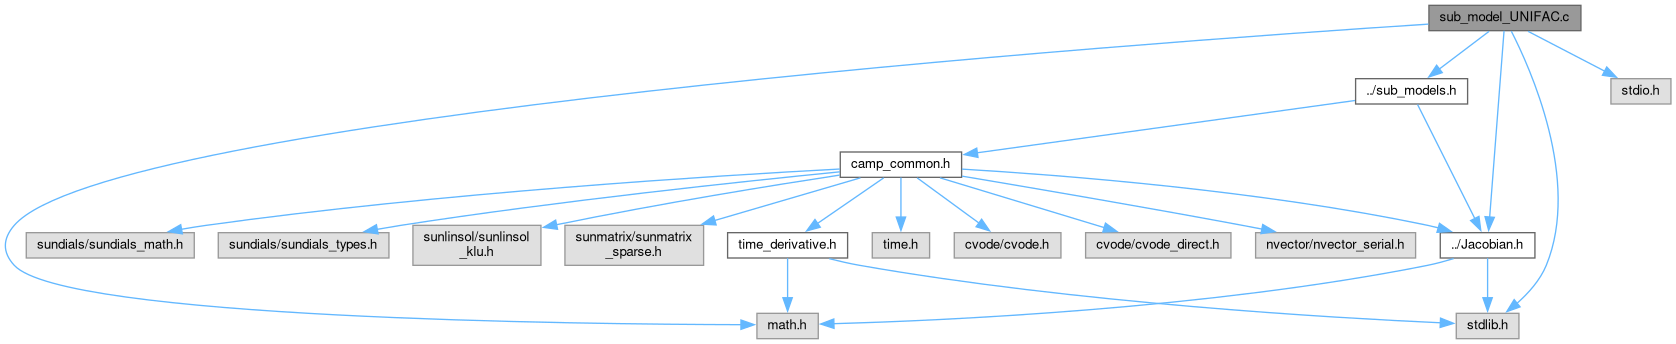 sub_model_UNIFAC.c
../sub_models.h
stdio.h
camp_common.h
sundials/sundials_math.h
sundials/sundials_types.h
sunlinsol/sunlinsol
_klu.h
sunmatrix/sunmatrix
_sparse.h
time_derivative.h
time.h
cvode/cvode.h
cvode/cvode_direct.h
nvector/nvector_serial.h
../Jacobian.h
math.h
stdlib.h